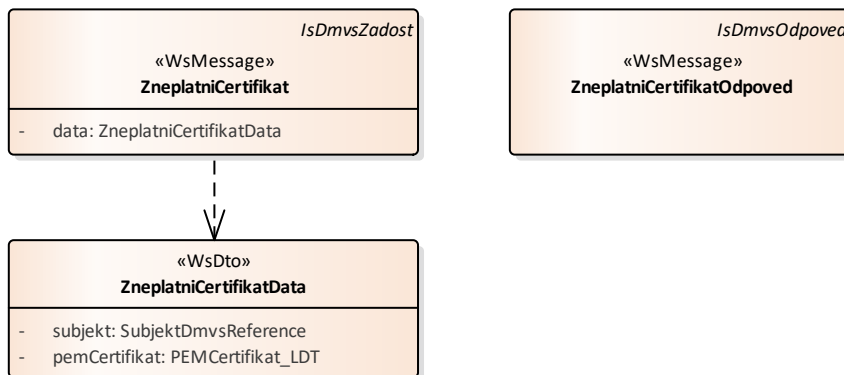 IsDmvsZadost
«WsMessage»
ZneplatniCertifikat
- data: ZneplatniCertifikatData
IsDmvsOdpoved
«WsMessage»
ZneplatniCertifikatOdpoved
«WsDto»
ZneplatniCertifikatData
- subjekt: SubjektDmvsReference
- pemCertifikat: PEMCertifikat_LDT